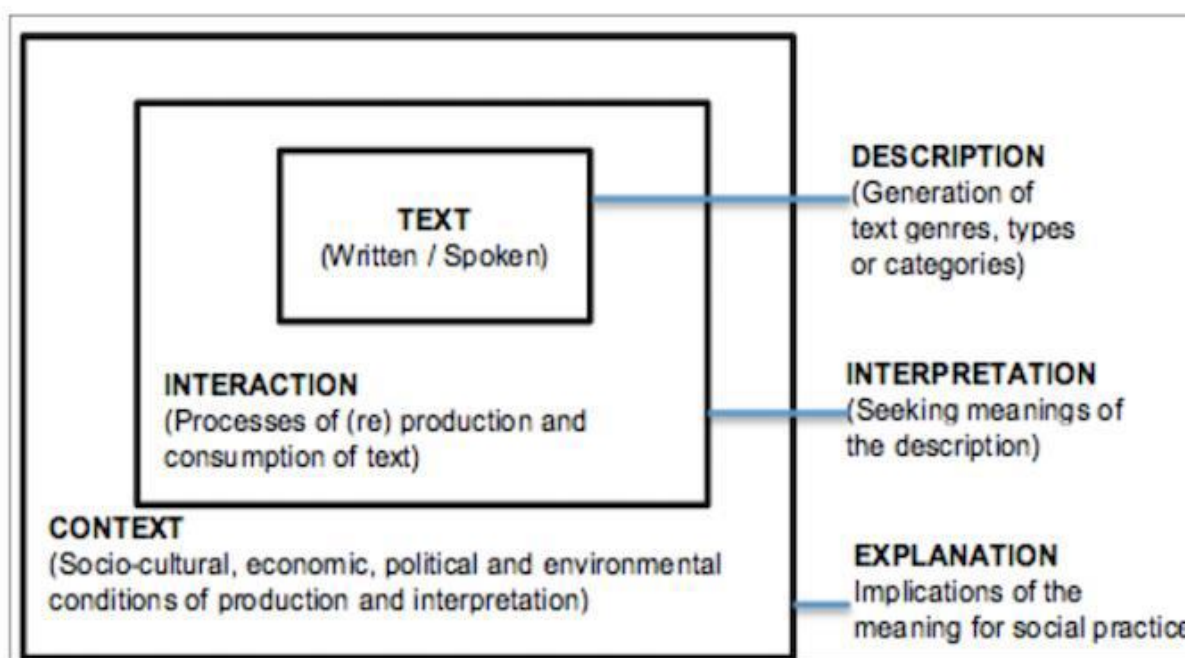 TEXT
(Written / Spoken)
DESCRIPTION
(Generation of
text genres, types
or categories)
INTERACTION
(Processes of (re) production and
consumption of text)
INTERPRETATION
(Seeking meanings of
the description)
CONTEXT
(Socio-cultural, economic, political and environmental
conditions of production and interpretation)
EXPLANATION
Implications of the
meaning for social practice